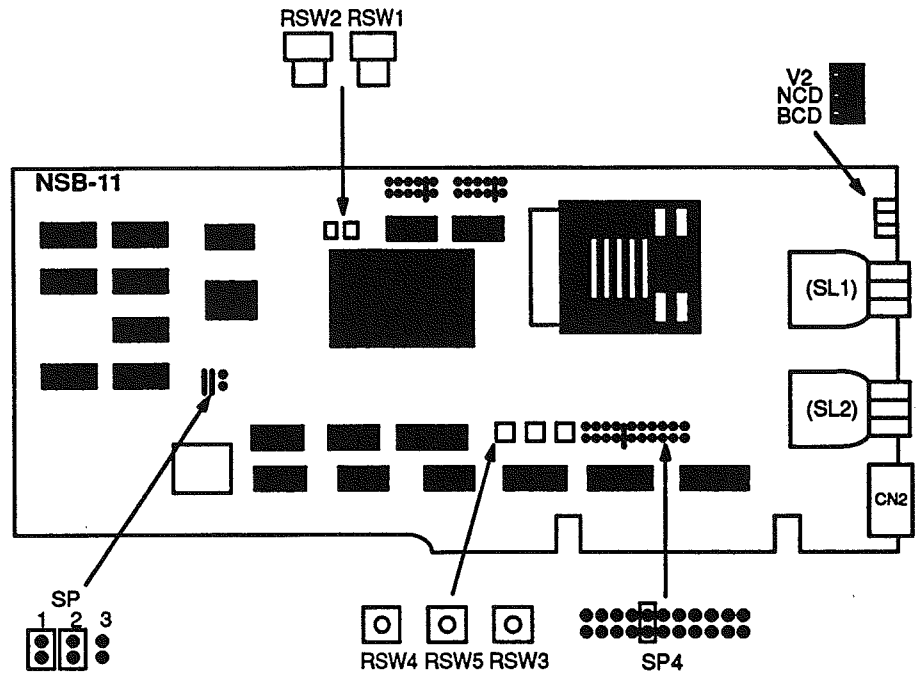 RSW2 RSW1
V2
NCD
BCD
NSB-11
(SL1)
(SL2)
CN2
SP
1 2 3
RSW4 RSW5 RSW3
SP4